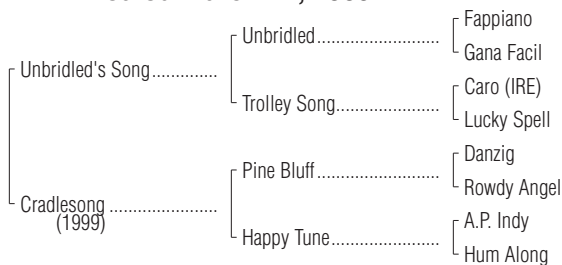 Fappiano
Unbridled........................
Gana Facil
Unbridled's Song.............
Caro (IRE)
Trolley Song.....................
Lucky Spell
Danzig
Pine Bluff.........................
Rowdy Angel
Cradlesong .....................
(1999)
A.P. Indy
Happy Tune......................
Hum Along